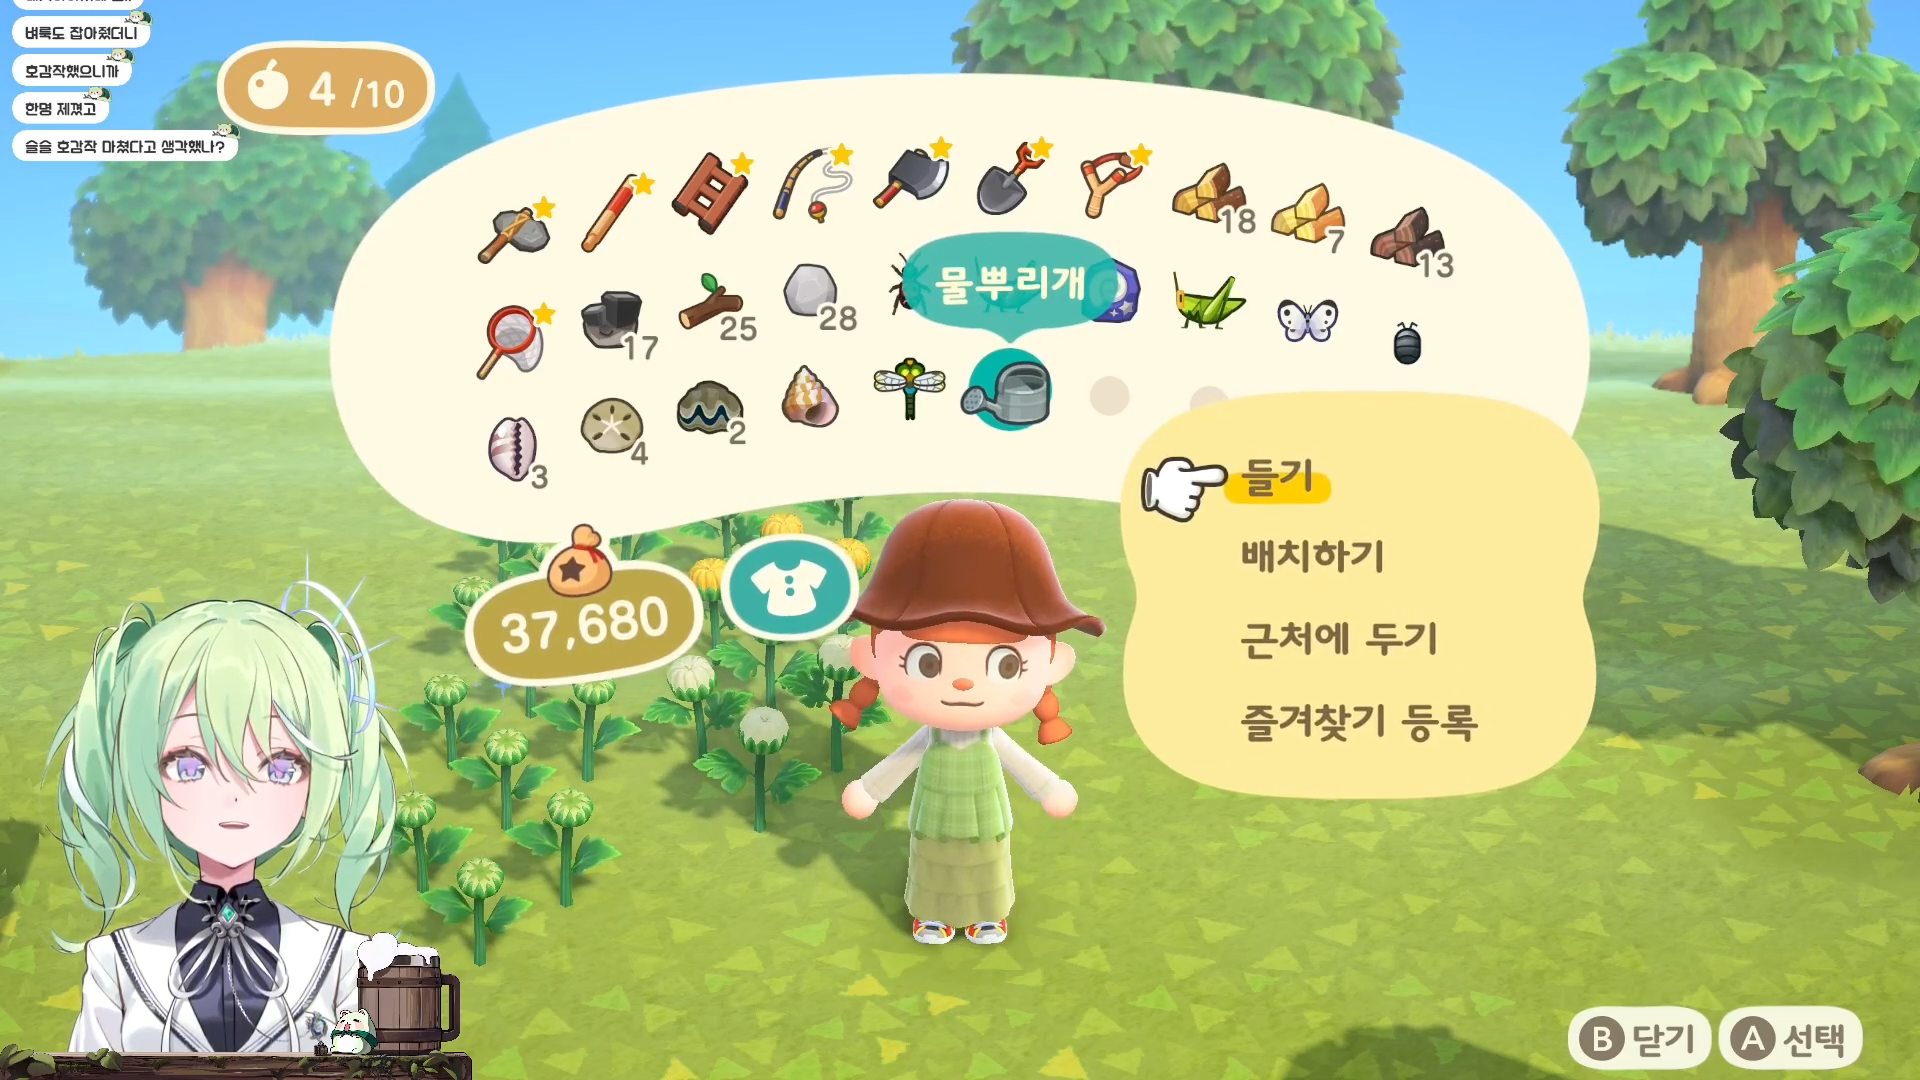 벼룩도 잡아줬더니
호감작했으니까
한명 제꼈고
슬슬 호감작 마쳤다고 생각했나?
4 /10
18
7
13
물뿌리개
17
25
28
3
4
2
들기
배치하기
근처에 두기
즐겨찾기 등록
37,680
B 닫기
A 선택